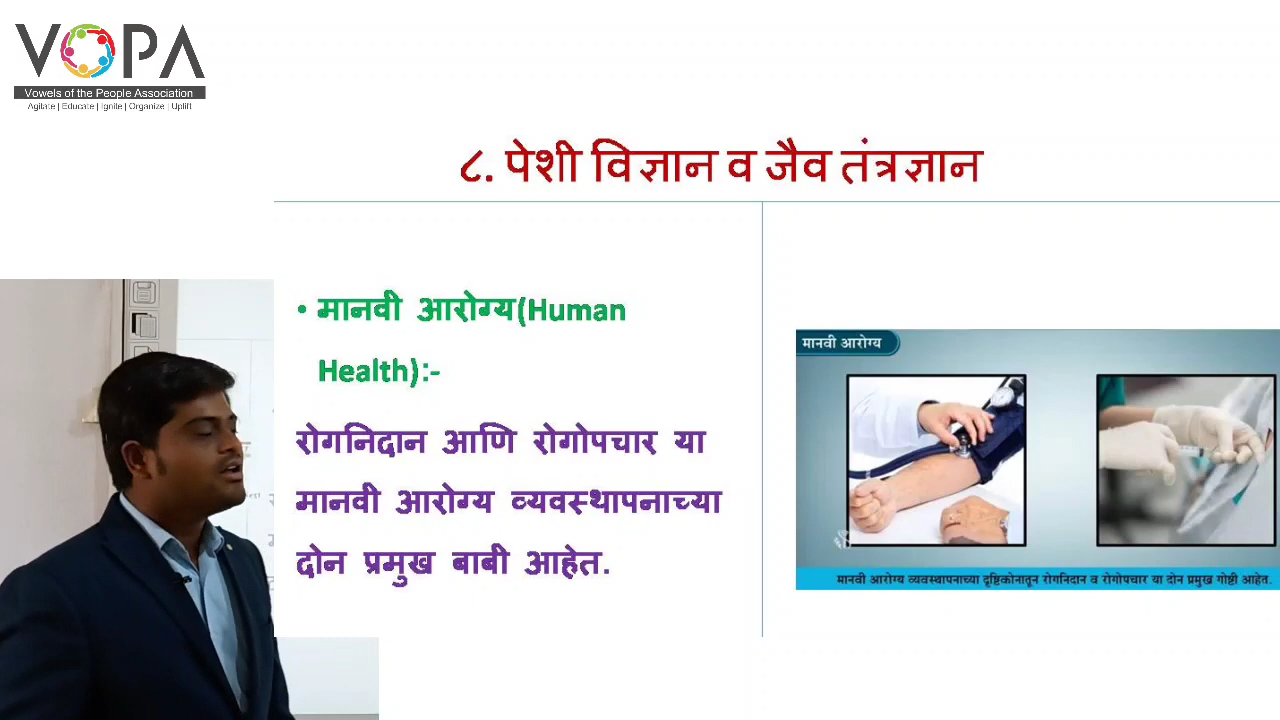 VOPA
Vowels of the People Association
Agitate | Educate | Ignite | Organize | Uplift
८. पेशी विज्ञान व जैव तंत्रज्ञान
• मानवी आरोग्य(Human
Health):-
रोगनिदान आणि रोगोपचार या
मानवी आरोग्य व्यवस्थापनाच्या
दोन प्रमुख बाबी आहेत.
मानवी आरोग्य
मानवी आरोग्य व्यवस्थापनाच्या दृष्टिकोनातून रोगनिदान व रोगोपचार या दोन प्रमुख गोष्टी आहेत.